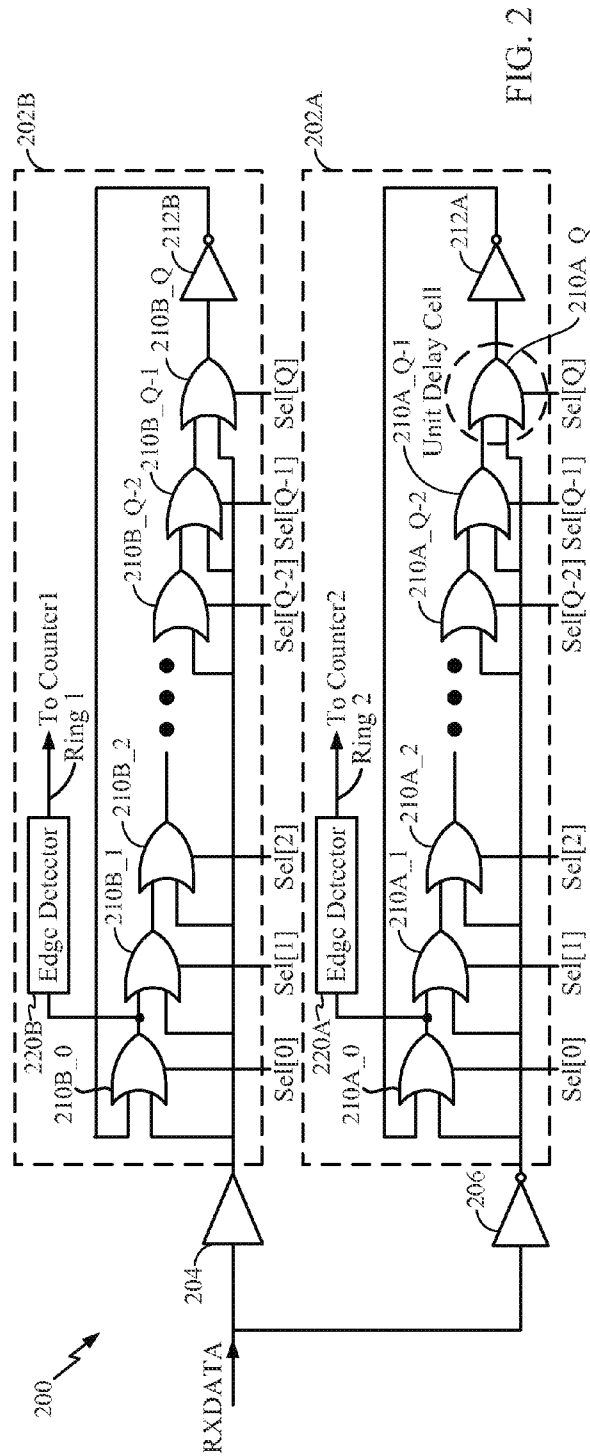 200
RXDATA
204
206
202B
220B
Edge Detector
To Counter1
Ring 1
210B_0
210B_1
210B_2
210B_Q-2
210B_Q-1
210B_Q
212B
Sel[0]
Sel[1]
Sel[2]
Sel[Q-2]
Sel[Q-1]
Sel[Q]
202A
220A
Edge Detector
To Counter2
Ring 2
210A_0
210A_1
210A_2
210A_Q-2
210A_Q-1
Unit Delay Cell
212A
210A_Q
Sel[0]
Sel[1]
Sel[2]
Sel[Q-2]
Sel[Q-1]
Sel[Q]
FIG. 2